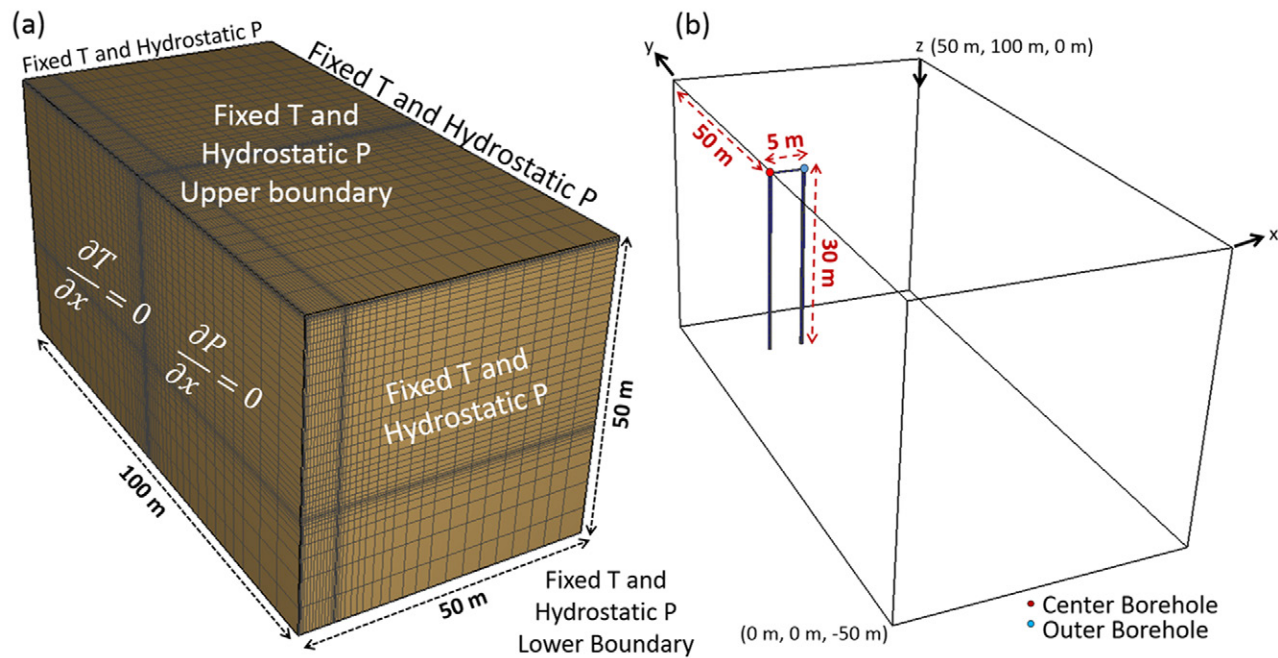 (a)
Fixed T and Hydrostatic P
Fixed T and Hydrostatic P
Fixed T and
Hydrostatic P
Upper boundary
∂T/∂x = 0
∂P/∂x = 0
Fixed T and
Hydrostatic P
100 m
50 m
50 m
Fixed T and
Hydrostatic P
Lower Boundary
(b)
y
z (50 m, 100 m, 0 m)
50 m
5 m
30 m
x
(0 m, 0 m, -50 m)
Center Borehole
Outer Borehole